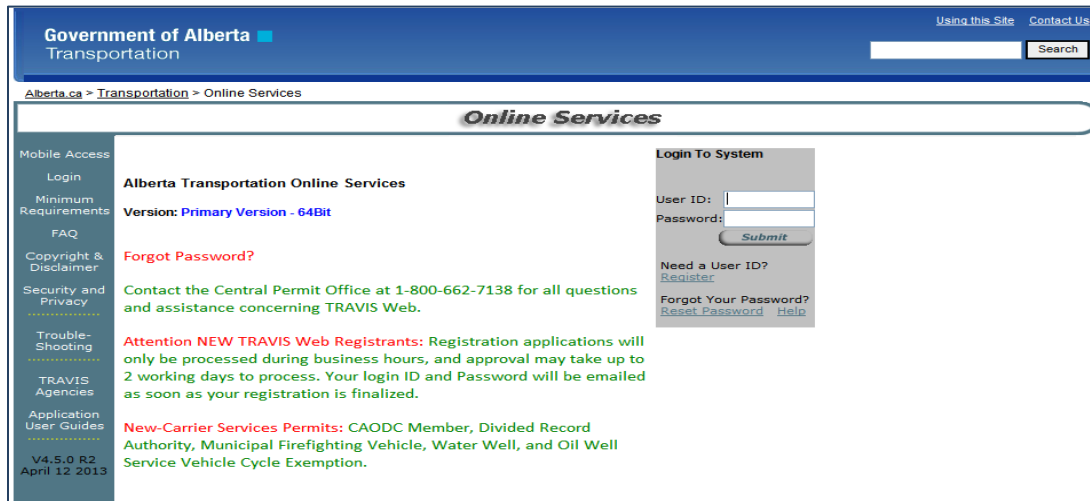 Using this Site Contact Us
Government of Alberta
Transportation
Search
Alberta.ca > Transportation > Online Services
Online Services
Mobile Access
Login
Minimum
Requirements
FAQ
Copyright &
Disclaimer
Security and
Privacy
Trouble-
Shooting
TRAVIS
Agencies
Application
User Guides
V4.5.0 R2
April 12 2013
Alberta Transportation Online Services
Version: Primary Version - 64Bit
Forgot Password?
Contact the Central Permit Office at 1-800-662-7138 for all questions
and assistance concerning TRAVIS Web.
Attention NEW TRAVIS Web Registrants: Registration applications will
only be processed during business hours, and approval may take up to
2 working days to process. Your login ID and Password will be emailed
as soon as your registration is finalized.
New-Carrier Services Permits: CAODC Member, Divided Record
Authority, Municipal Firefighting Vehicle, Water Well, and Oil Well
Service Vehicle Cycle Exemption.
Login To System
User ID:
Password:
Submit
Need a User ID?
Register
Forgot Your Password?
Reset Password Help